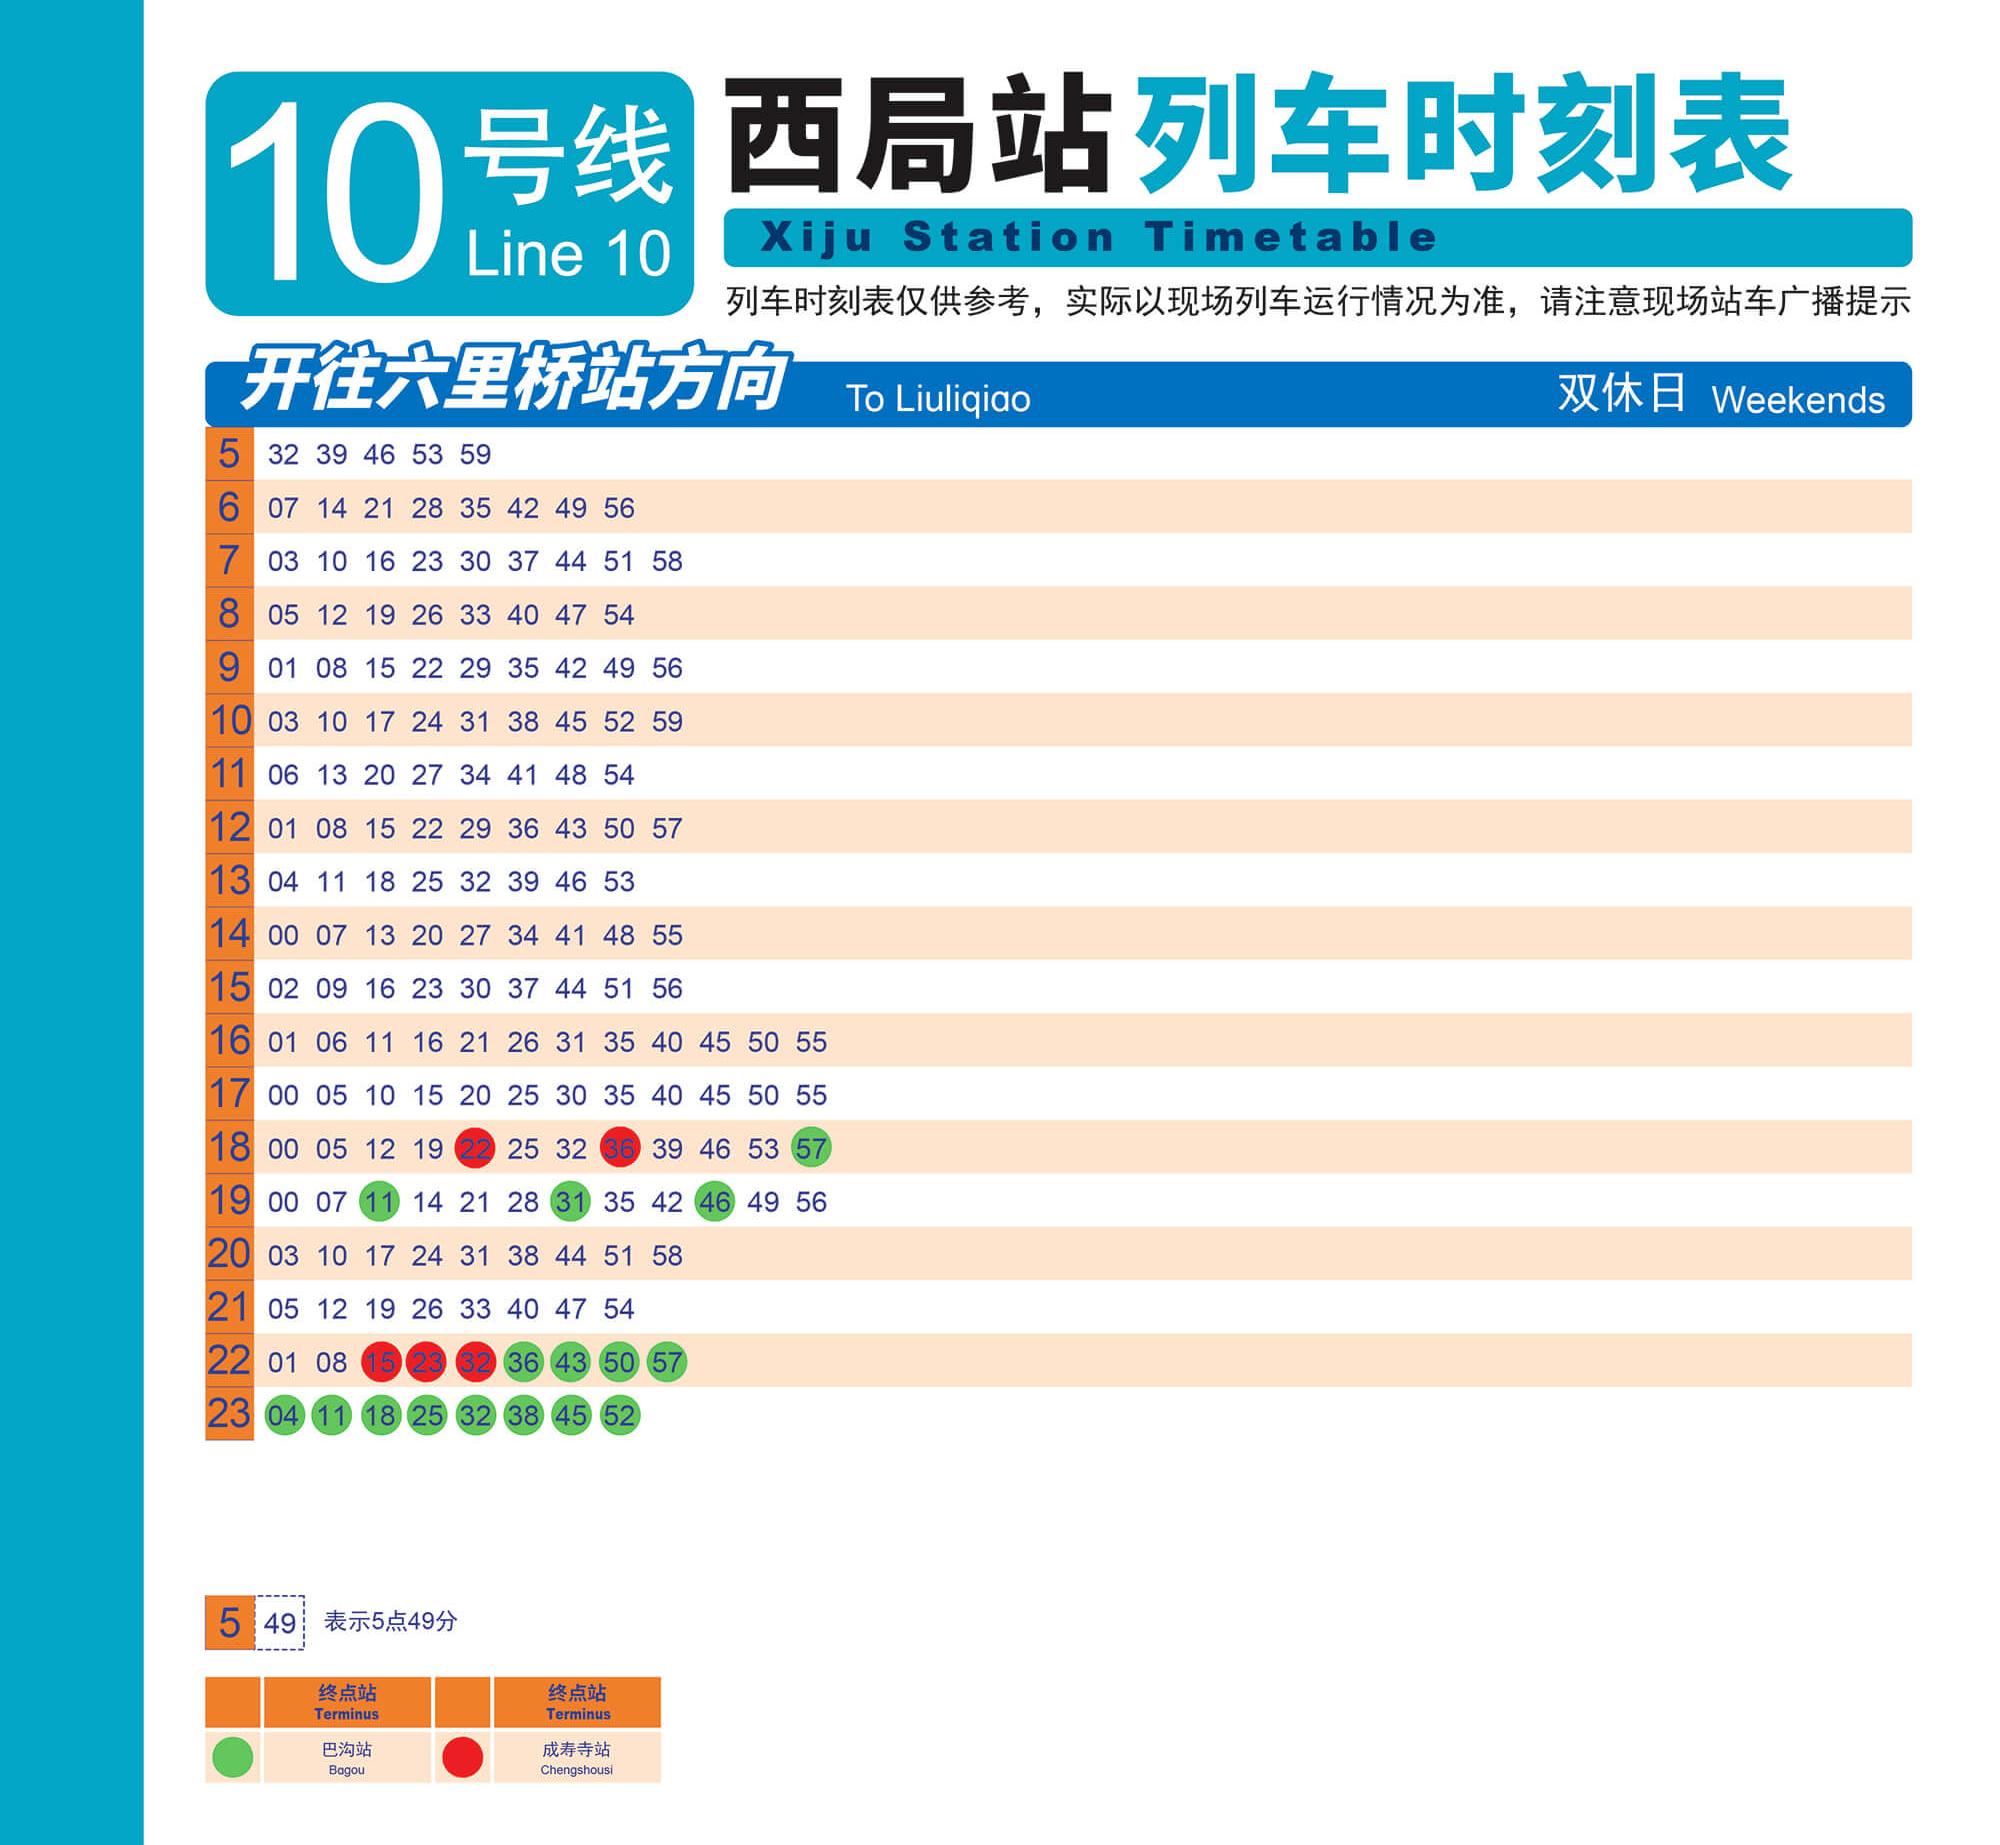 10号线
Line 10
西局站列车时刻表
Xiju Station Timetable
列车时刻表仅供参考，实际以现场列车运行情况为准，请注意现场站车广播提示
开往六里桥站方向 To Liuliqiao 双休日 Weekends
5 32 39 46 53 59
6 07 14 21 28 35 42 49 56
7 03 10 16 23 30 37 44 51 58
8 05 12 19 26 33 40 47 54
9 01 08 15 22 29 35 42 49 56
10 03 10 17 24 31 38 45 52 59
11 06 13 20 27 34 41 48 54
12 01 08 15 22 29 36 43 50 57
13 04 11 18 25 32 39 46 53
14 00 07 13 20 27 34 41 48 55
15 02 09 16 23 30 37 44 51 56
16 01 06 11 16 21 26 31 35 40 45 50 55
17 00 05 10 15 20 25 30 35 40 45 50 55
18 00 05 12 19 22 25 32 36 39 46 53 57
19 00 07 11 14 21 28 31 35 42 46 49 56
20 03 10 17 24 31 38 44 51 58
21 05 12 19 26 33 40 47 54
22 01 08 15 23 32 36 43 50 57
23 04 11 18 25 32 38 45 52
5 49 表示5点49分
终点站 终点站
Terminus Terminus
巴沟站 成寿寺站
Bagou Chengshousi